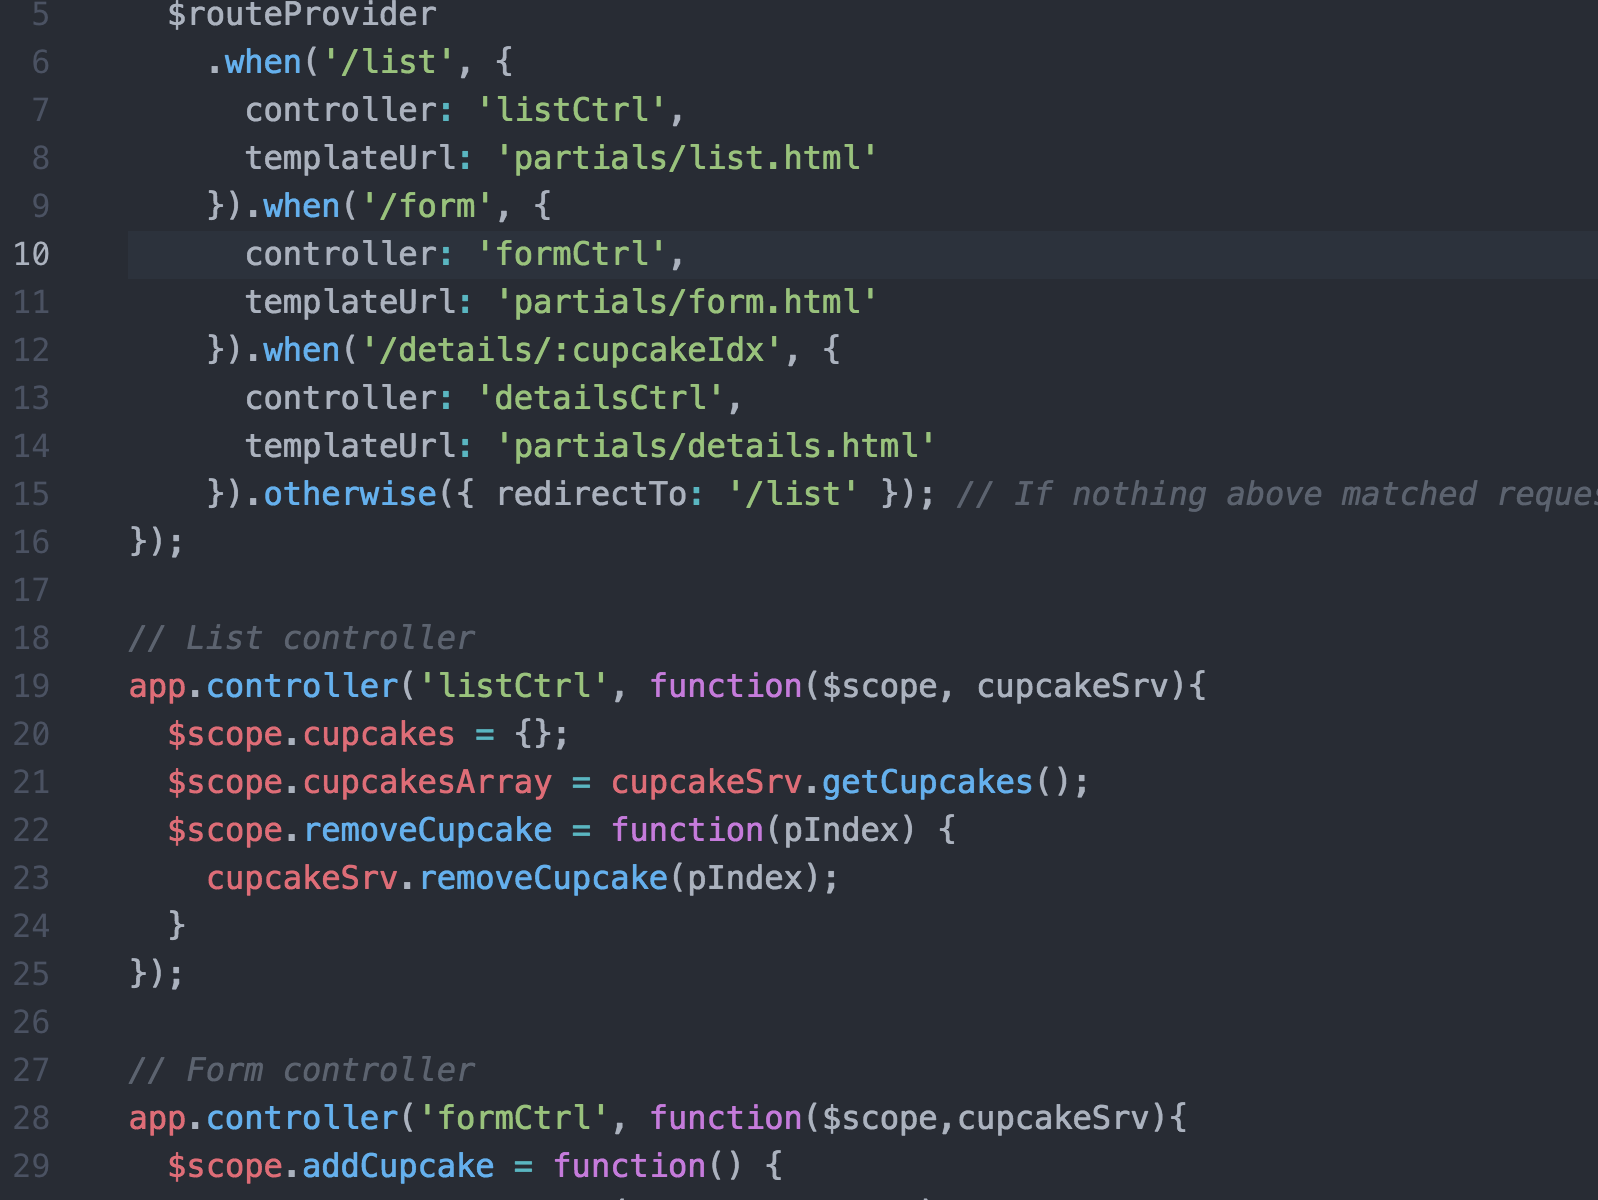 5 $routeProvider
6 .when('/list', {
7 controller: 'listCtrl',
8 templateUrl: 'partials/list.html'
9 }).when('/form', {
10 controller: 'formCtrl',
11 templateUrl: 'partials/form.html'
12 }).when('/details/:cupcakeIdx', {
13 controller: 'detailsCtrl',
14 templateUrl: 'partials/details.html'
15 }).otherwise({ redirectTo: '/list' }); // If nothing above matched
16 });
17
18 // List controller
19 app.controller('listCtrl', function($scope, cupcakeSrv){
20 $scope.cupcakes = {};
21 $scope.cupcakesArray = cupcakeSrv.getCupcakes();
22 $scope.removeCupcake = function(pIndex) {
23 cupcakeSrv.removeCupcake(pIndex);
24 }
25 });
26
27 // Form controller
28 app.controller('formCtrl', function($scope,cupcakeSrv){
29 $scope.addCupcake = function() {